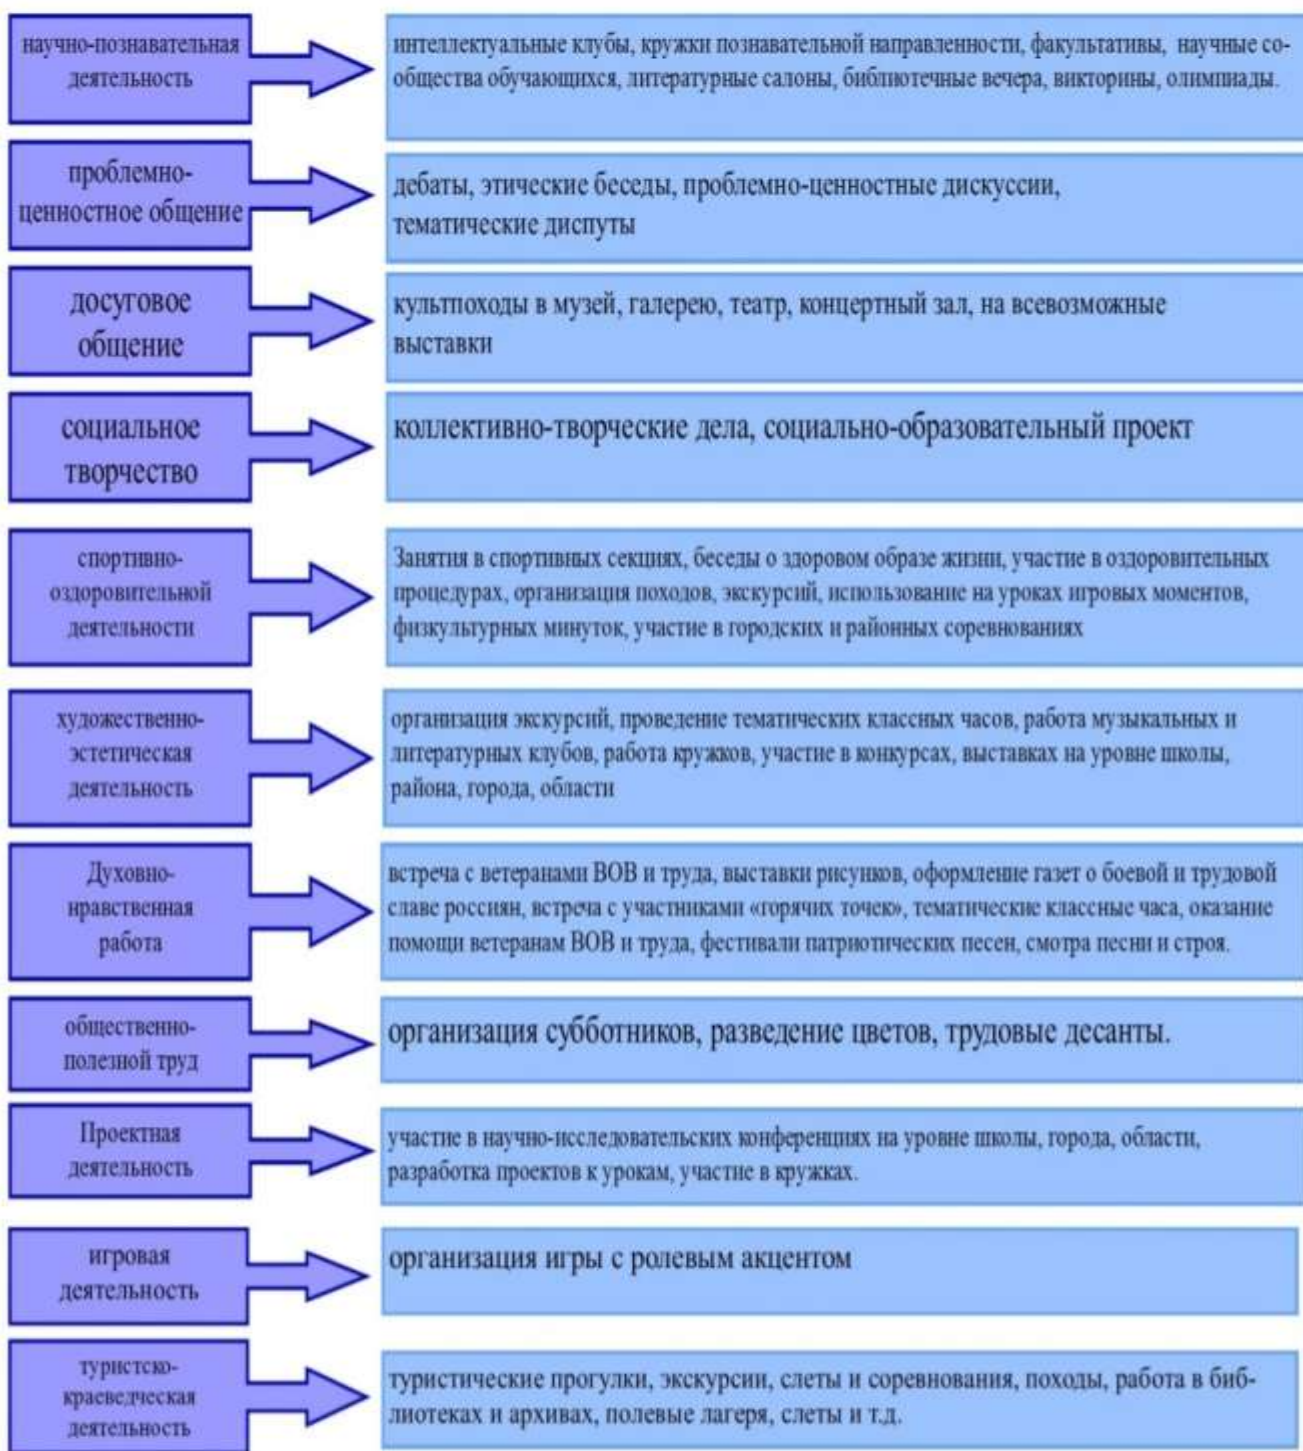 научно-познавательная
деятельность
интеллектуальные клубы, кружки познавательной направленности, факультативы, научные со-
общества обучающихся, литературные салоны, библиотечные вечера, викторины, олимпиады.
проблемно-
ценностное общение
дебаты, этические беседы, проблемно-ценностные дискуссии,
тематические диспуты
досуговое
общение
культпоходы в музей, галерею, театр, концертный зал, на всевозможные
выставки
социальное
творчество
коллективно-творческие дела, социально-образовательный проект
спортивно-
оздоровительной
деятельности
Занятия в спортивных секциях, беседы о здоровом образе жизни, участие в оздоровительных
процедурах, организация походов, экскурсий, использование на уроках игровых моментов,
физкультурных минуток, участие в городских и районных соревнованиях
художественно-
эстетическая
деятельность
организация экскурсий, проведение тематических классных часов, работа музыкальных и
литературных клубов, работа кружков, участие в конкурсах, выставках на уровне школы,
района, города, области
Духовно-
нравственная
работа
встреча с ветеранами ВОВ и труда, выставки рисунков, оформление газет о боевой и трудовой
славе россиян, встреча с участниками «горячих точек», тематические классные часа, оказание
помощи ветеранам ВОВ и труда, фестивали патриотических песен, смотра песни и строя.
общественно-
полезной труд
организация субботников, разведение цветов, трудовые десанты.
Проектная
деятельность
участие в научно-исследовательских конференциях на уровне школы, города, области,
разработка проектов к урокам, участие в кружках.
игровая
деятельность
организация игры с ролевым акцентом
туристско-
краеведческая
деятельность
туристические прогулки, экскурсии, слеты и соревнования, походы, работа в биб-
лиотеках и архивах, полевые лагеря, слеты и т.д.